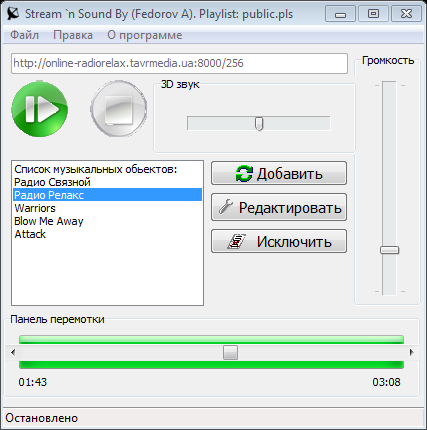 Stream `n Sound By (Fedorov A). Playlist: public.pls
Файл Правка О программе
http://online-radiorelax.tavrmedia.ua:8000/256
Громкость
3D звук
Список музыкальных обьектов:
Радио Связной
Радио Релакс
Warriors
Blow Me Away
Attack
Добавить
Редактировать
Исключить
Панель перемотки
01:43
03:08
Остановлено